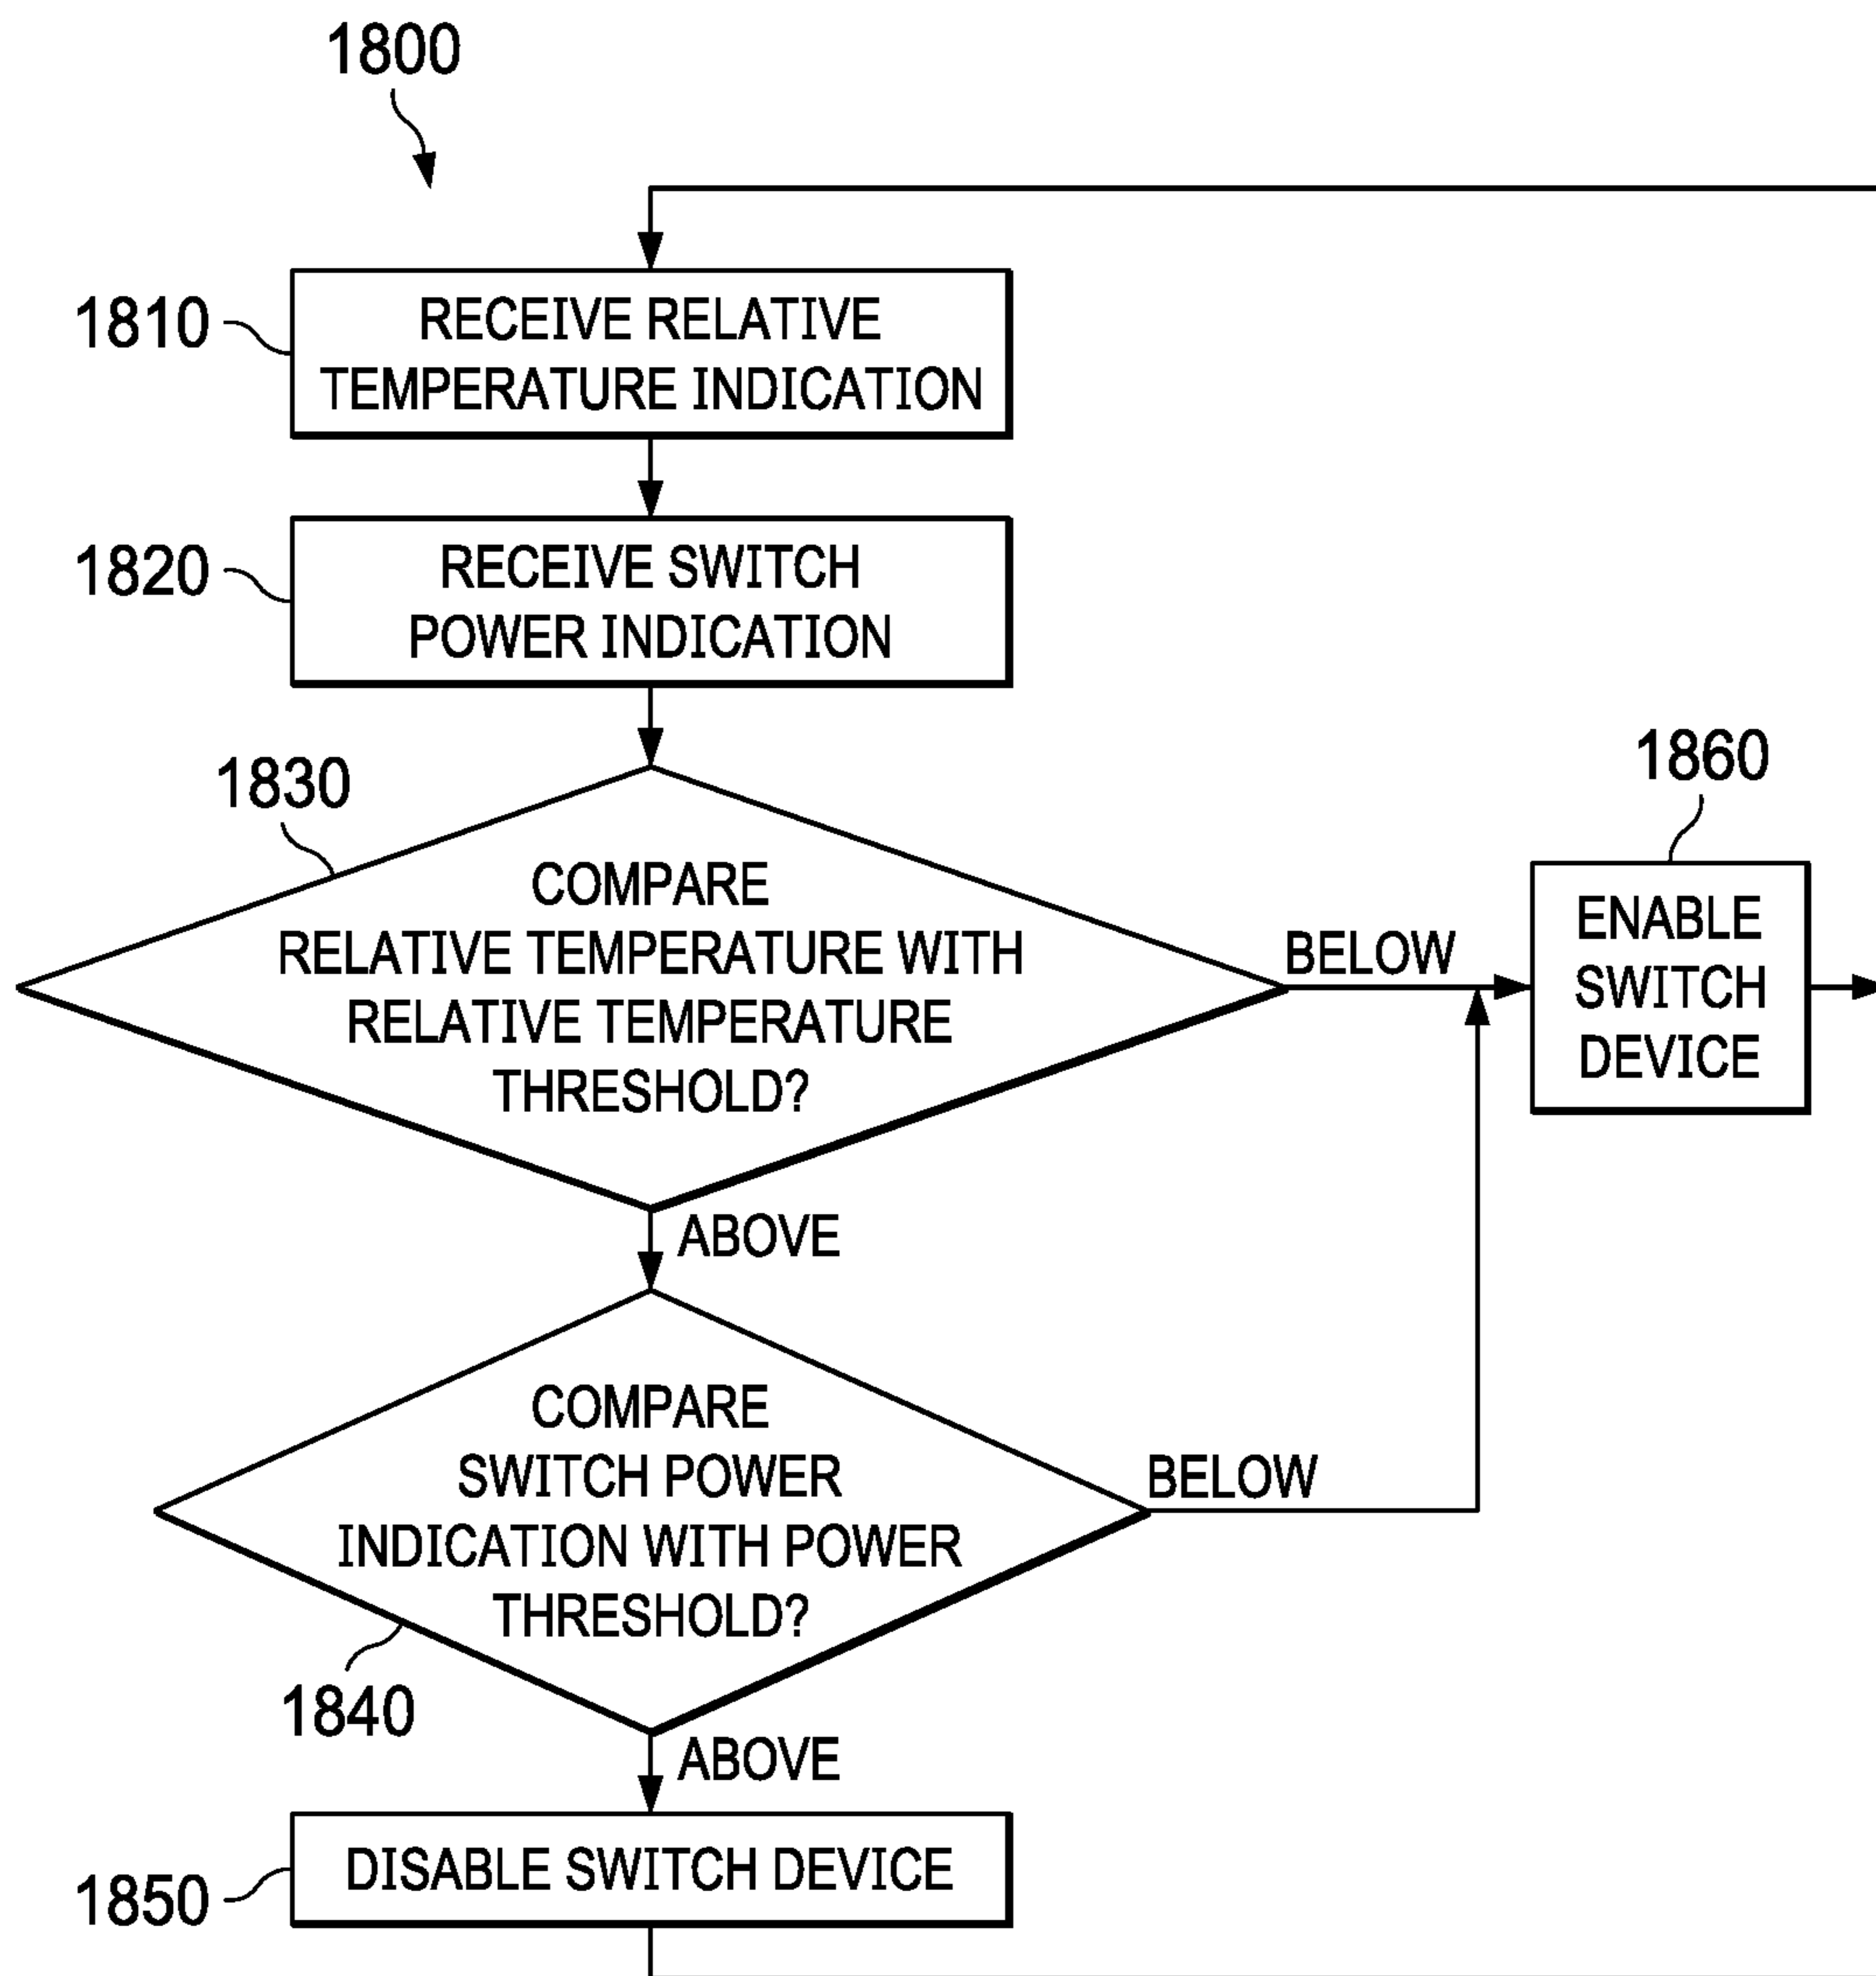 1800
1810
RECEIVE RELATIVE
TEMPERATURE INDICATION
1820
RECEIVE SWITCH
POWER INDICATION
1830
COMPARE
RELATIVE TEMPERATURE WITH
RELATIVE TEMPERATURE
THRESHOLD?
BELOW
1860
ENABLE
SWITCH
DEVICE
ABOVE
COMPARE
SWITCH POWER
INDICATION WITH POWER
THRESHOLD?
BELOW
1840
ABOVE
1850
DISABLE SWITCH DEVICE